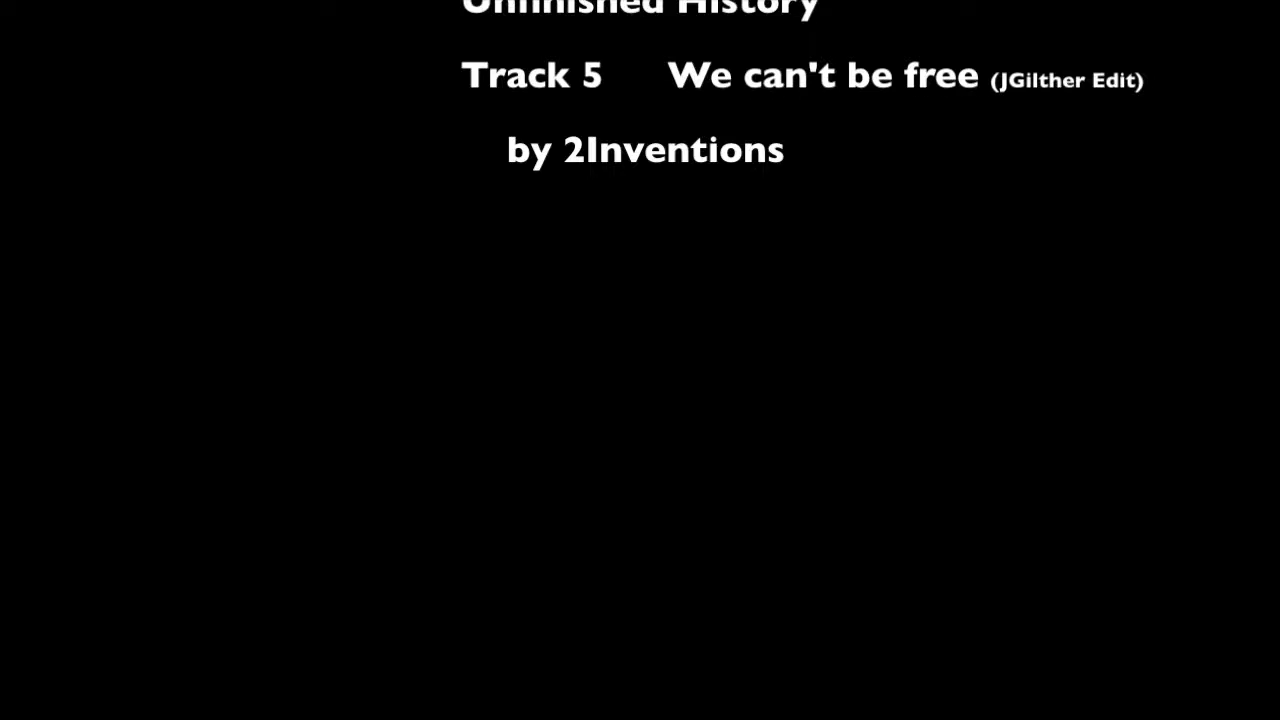 Unfinished History
Track 5 We can't be free (JGilther Edit)
by 2Inventions